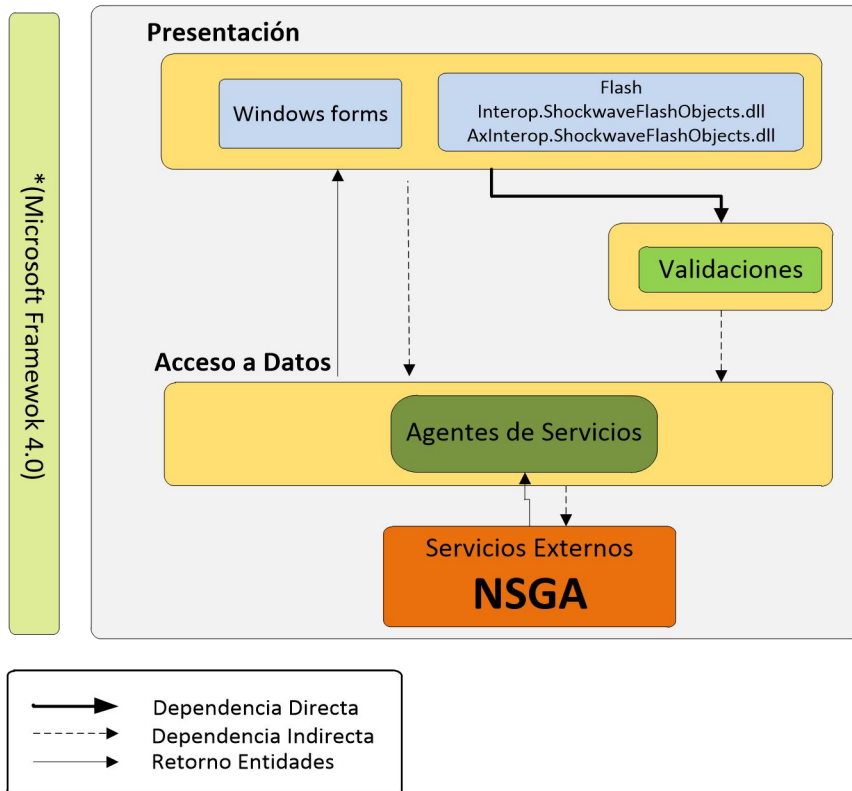 Presentación
Windows forms
Flash
Interop.ShockwaveFlashObjects.dll
AxInterop.ShockwaveFlashObjects.dll
*(Microsoft Framewok 4.0)
Validaciones
Acceso a Datos
Agentes de Servicios
Servicios Externos
NSGA
Dependencia Directa
Dependencia Indirecta
Retorno Entidades